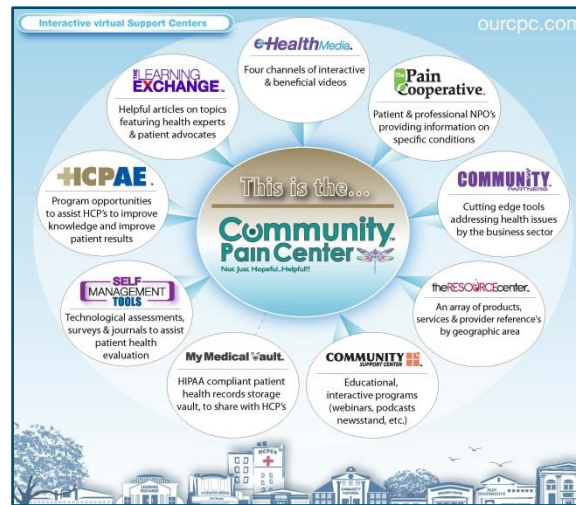 Interactive virtual Support Centers
ourcpc.com
eHealthMedia.
Four channels of interactive
& beneficial videos
THE LEARNING
EXCHANGE™
Helpful articles on topics
featuring health experts
& patient advocates
The Pain
Cooperative.
Patient & professional NPO's
providing information on
specific conditions
HCPAE™
Program opportunities
to assist HCP's to improve
knowledge and improve
patient results
This is the...
Community™
Pain Center
Not Just Hopeful..Helpful!!
COMMUNITY
PARTNERS
Cutting edge tools
addressing health issues
by the business sector
SELF
MANAGEMENT
TOOLS
Technological assessments,
surveys & journals to assist
patient health
evaluation
theRESOURCEcenter.
An array of products,
services & provider reference's
by geographic area
My Medical Vault.
HIPAA compliant patient
health records storage
vault, to share with HCP's
COMMUNITY
SUPPORT CENTER
Educational,
interactive programs
(webinars, podcasts
newsstand, etc.)